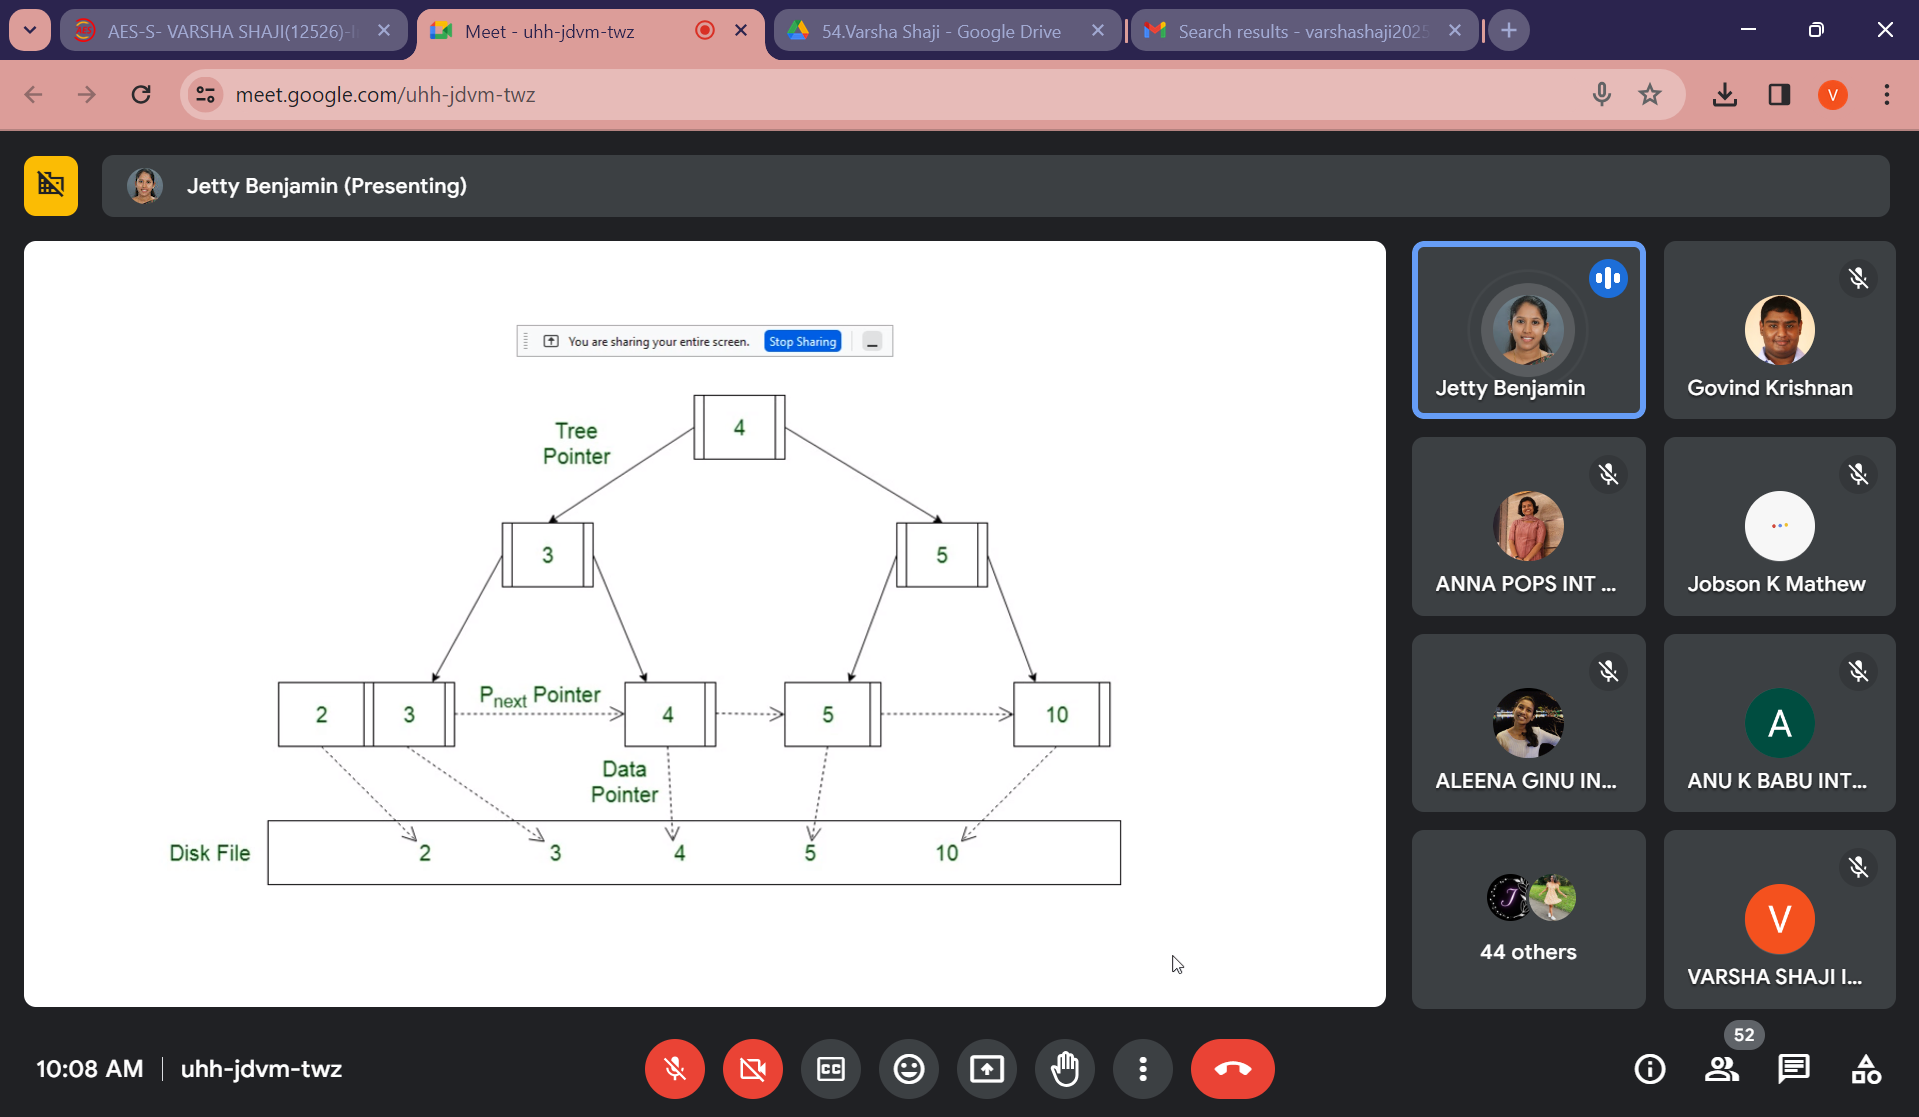 AES-S- VARSHA SHAJI(12526)-I
Meet - uhh-jdvm-twz
54.Varsha Shaji - Google Drive
Search results - varshashaji2025
meet.google.com/uhh-jdvm-twz
V
Jetty Benjamin (Presenting)
You are sharing your entire screen.
Stop Sharing
Tree
Pointer
4
3
5
2
3
Pnext Pointer
4
5
10
Data
Pointer
Disk File
2
3
4
5
10
Jetty Benjamin
Govind Krishnan
ANNA POPS INT ...
Jobson K Mathew
ALEENA GINU IN...
A
ANU K BABU INT...
J
44 others
V
VARSHA SHAJI I...
10:08 AM
uhh-jdvm-twz
CC
52